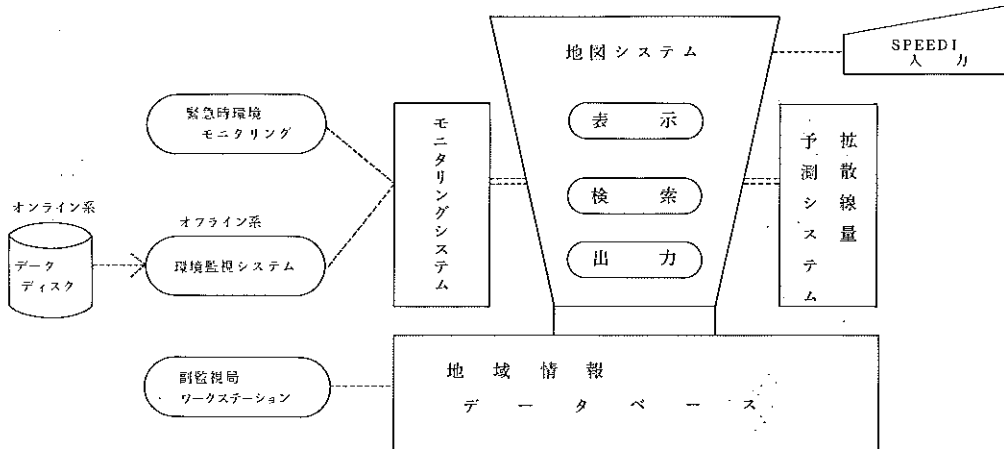 地図システム
SPEEDI
入力
緊急時環境
モニタリング
モニタリングシステム
表示
検索
出力
拡散線量
予測システム
オンライン系
データ
ディスク
オフライン系
環境監視システム
副監視局
ワークステーション
地域情報
データベース